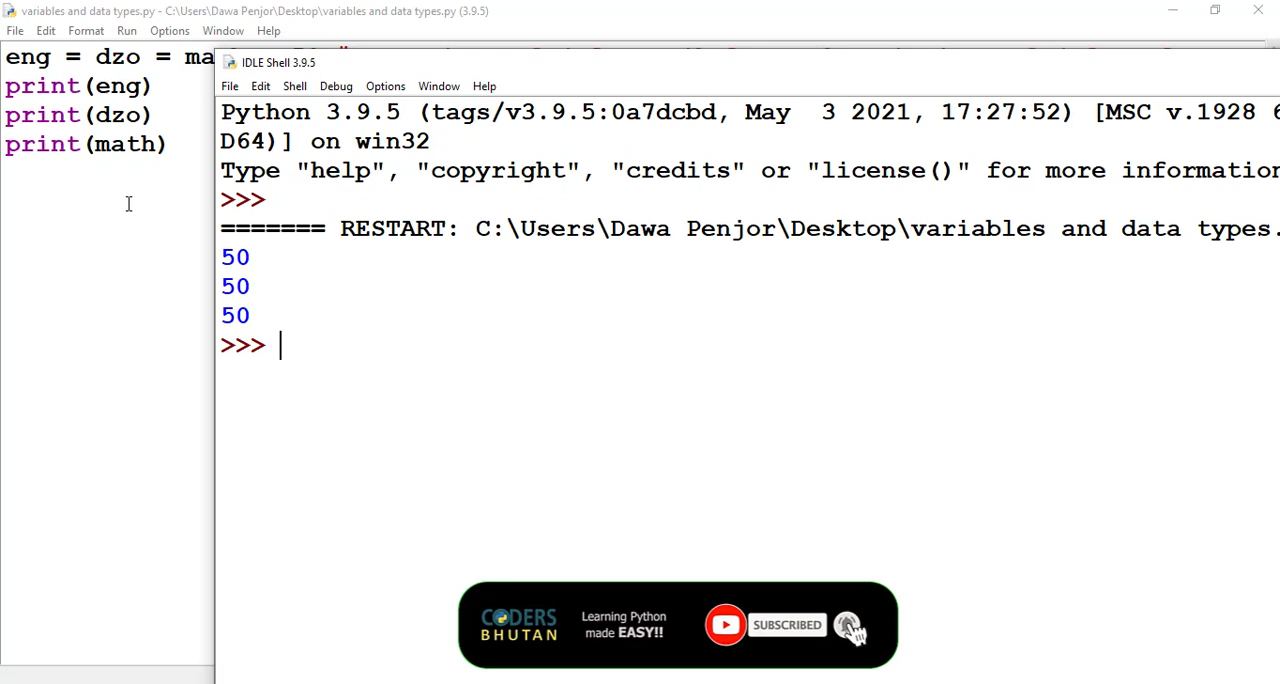 variables and data types.py - C:\Users\Dawa Penjor\Desktop\variables and data types.py (3.9.5)
File Edit Format Run Options Window Help
eng = dzo =
print(eng)
print(dzo)
print(math)
IDLE Shell 3.9.5
File Edit Shell Debug Options Window Help
Python 3.9.5 (tags/v3.9.5:0a7dcbd, May 3 2021, 17:27:52) [MSC v.1928 6
D64)] on win32
Type "help", "copyright", "credits" or "license()" for more information
>>>
======= RESTART: C:\Users\Dawa Penjor\Desktop\variables and data types.
50
50
50
>>>
CODERS BHUTAN
Learning Python
made EASY!!
SUBSCRIBED